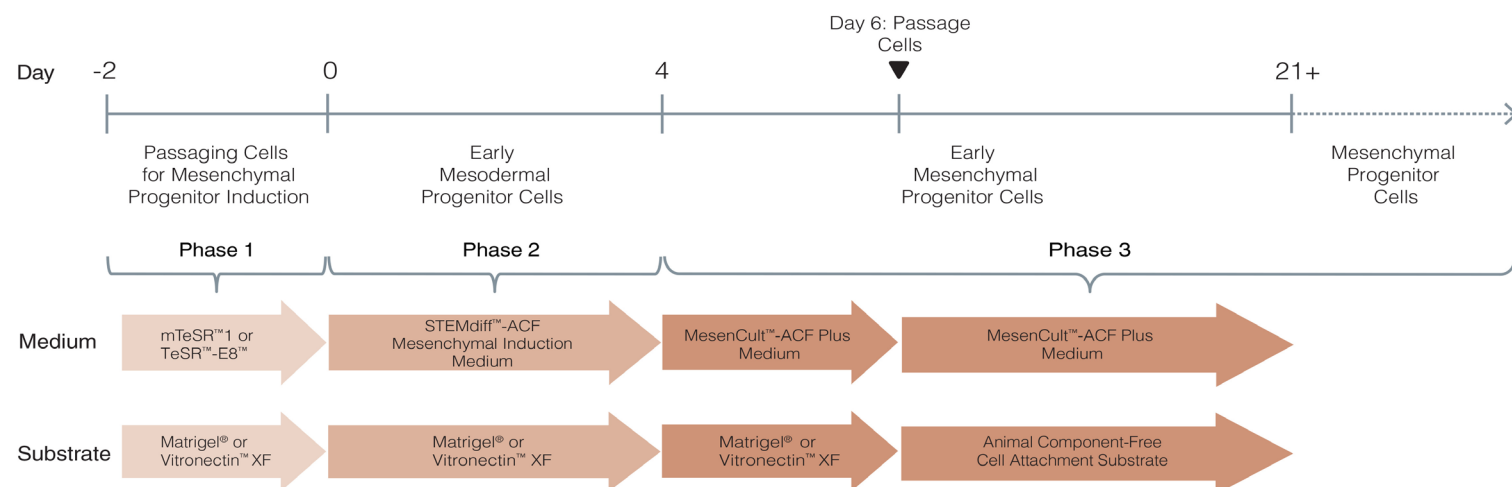 Day 6: Passage
Cells
Day -2 0 4 21+
Passaging Cells
for Mesenchymal
Progenitor Induction
Early
Mesodermal
Progenitor Cells
Early
Mesenchymal
Progenitor Cells
Mesenchymal
Progenitor
Cells
Phase 1 Phase 2 Phase 3
Medium
mTeSR™1 or
TeSR™-E8™
STEMdiff™-ACF
Mesenchymal Induction
Medium
MesenCult™-ACF Plus
Medium
MesenCult™-ACF Plus
Medium
Substrate
Matrigel® or
Vitronectin™ XF
Matrigel® or
Vitronectin™ XF
Matrigel® or
Vitronectin™ XF
Animal Component-Free
Cell Attachment Substrate